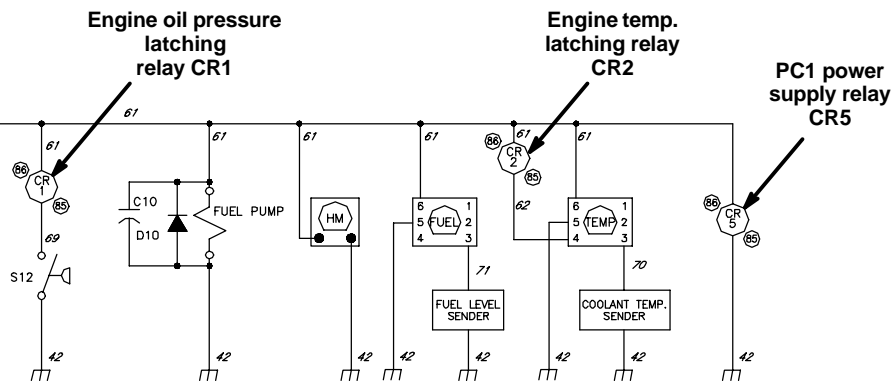 Engine oil pressure
latching
relay CR1
Engine temp.
latching relay
CR2
PC1 power
supply relay
CR5
61
61
61
61
61
61
61
86
CR
1
85
69
S12
42
C10
D10
FUEL PUMP
42
HM
42
6 1
5 FUEL 2
4 3
71
FUEL LEVEL
SENDER
42
42
86
CR
2
85
62
6 1
5 TEMP 2
4 3
70
COOLANT TEMP.
SENDER
42
42
86
CR
5
85
42